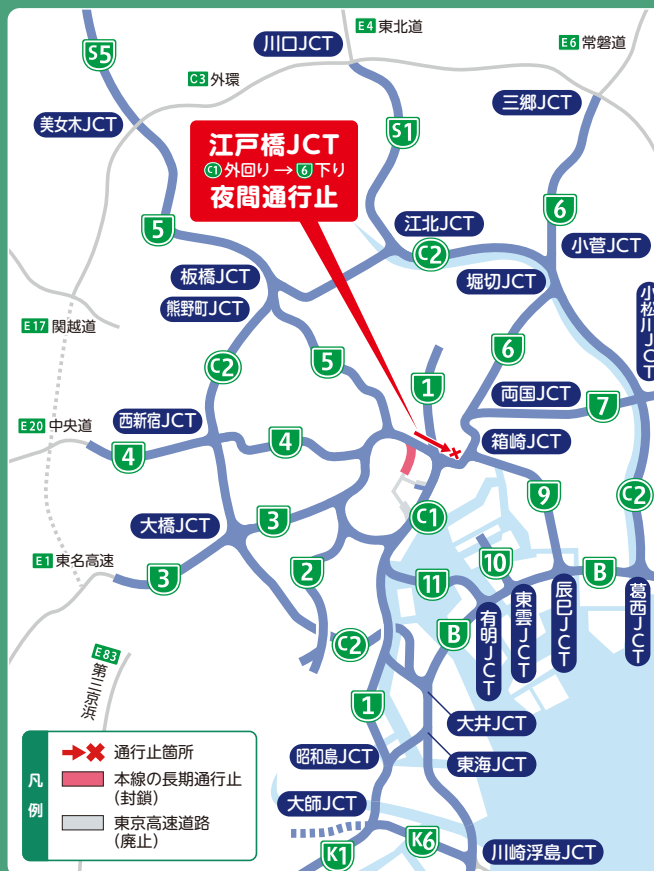 E4 東北道
川口JCT
E6 常磐道
S5
C3 外環
三郷JCT
美女木JCT
S1
江戸橋JCT
C1 外回り → 6 下り
夜間通行止
6
5
江北JCT
C2
小菅JCT
板橋JCT
堀切JCT
熊野町JCT
小松川JCT
E17 関越道
5
6
C2
1
両国JCT
7
E20 中央道
西新宿JCT
4
4
箱崎JCT
9
C2
大橋JCT
3
C1
E1 東名高速
3
2
10
11
B
有明JCT
東雲JCT
辰巳JCT
葛西JCT
C2
B
E83 第三京浜
1
大井JCT
昭和島JCT
東海JCT
大師JCT
K1
K6
川崎浮島JCT
凡例
通行止箇所
本線の長期通行止
(封鎖)
東京高速道路
(廃止)